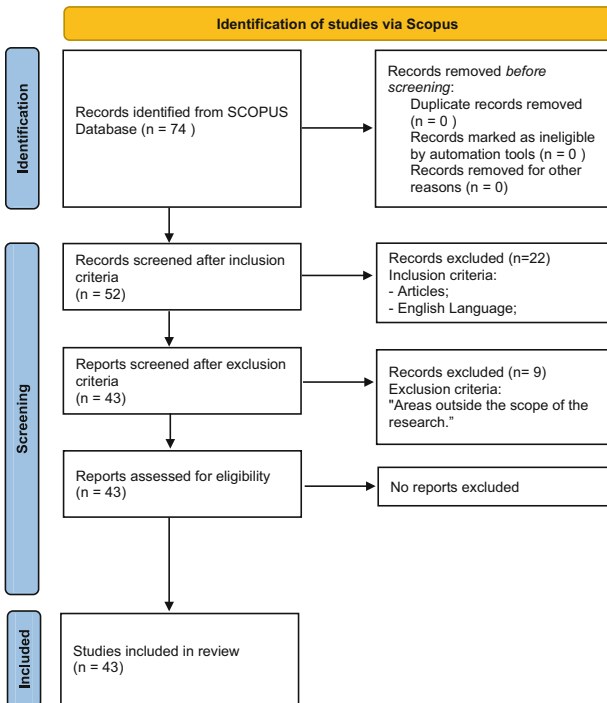 Identification of studies via Scopus
Identification
Records identified from SCOPUS
Database (n = 74 )
Records removed before
screening:
Duplicate records removed
(n = 0 )
Records marked as ineligible
by automation tools (n = 0 )
Records removed for other
reasons (n = 0)
Screening
Records screened after inclusion
criteria
(n = 52)
Records excluded (n=22)
Inclusion criteria:
- Articles;
- English Language;
Reports screened after exclusion
criteria
(n = 43)
Records excluded (n= 9)
Exclusion criteria:
"Areas outside the scope of the
research.”
Reports assessed for eligibility
(n = 43)
No reports excluded
Included
Studies included in review
(n = 43)